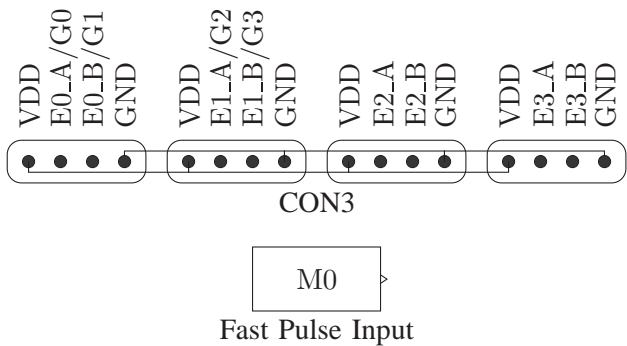 VDD
E0_A/G0
E0_B/G1
GND
VDD
E1_A/G2
E1_B/G3
GND
VDD
E2_A
E2_B
GND
VDD
E3_A
E3_B
GND
CON3
M0
Fast Pulse Input